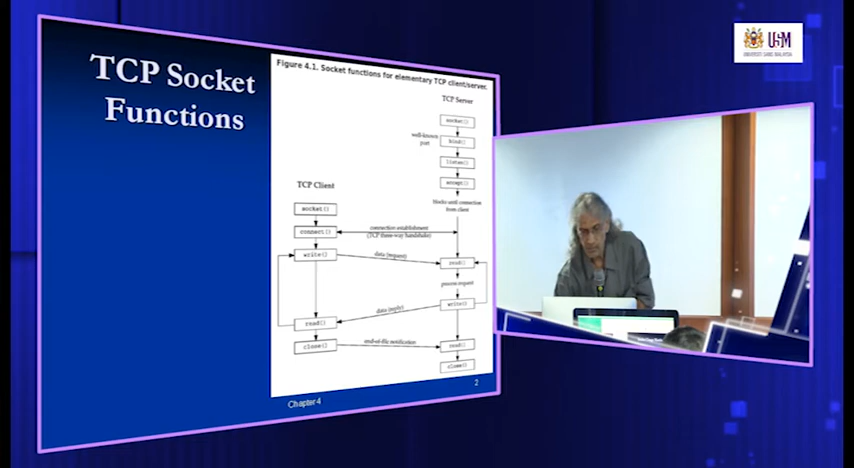 TCP Socket
Functions
Figure 4.1. Socket functions for elementary TCP client/server.
TCP Server
socket()
well-known
port
bind()
listen()
accept()
blocks until connection
from client
TCP Client
socket()
connect()
connection establishment
(TCP three-way handshake)
write()
data (request)
read()
process request
write()
data (reply)
read()
close()
end-of-file notification
read()
close()
Chapter 4
2
USM
UNIVERSITI SAINS MALAYSIA